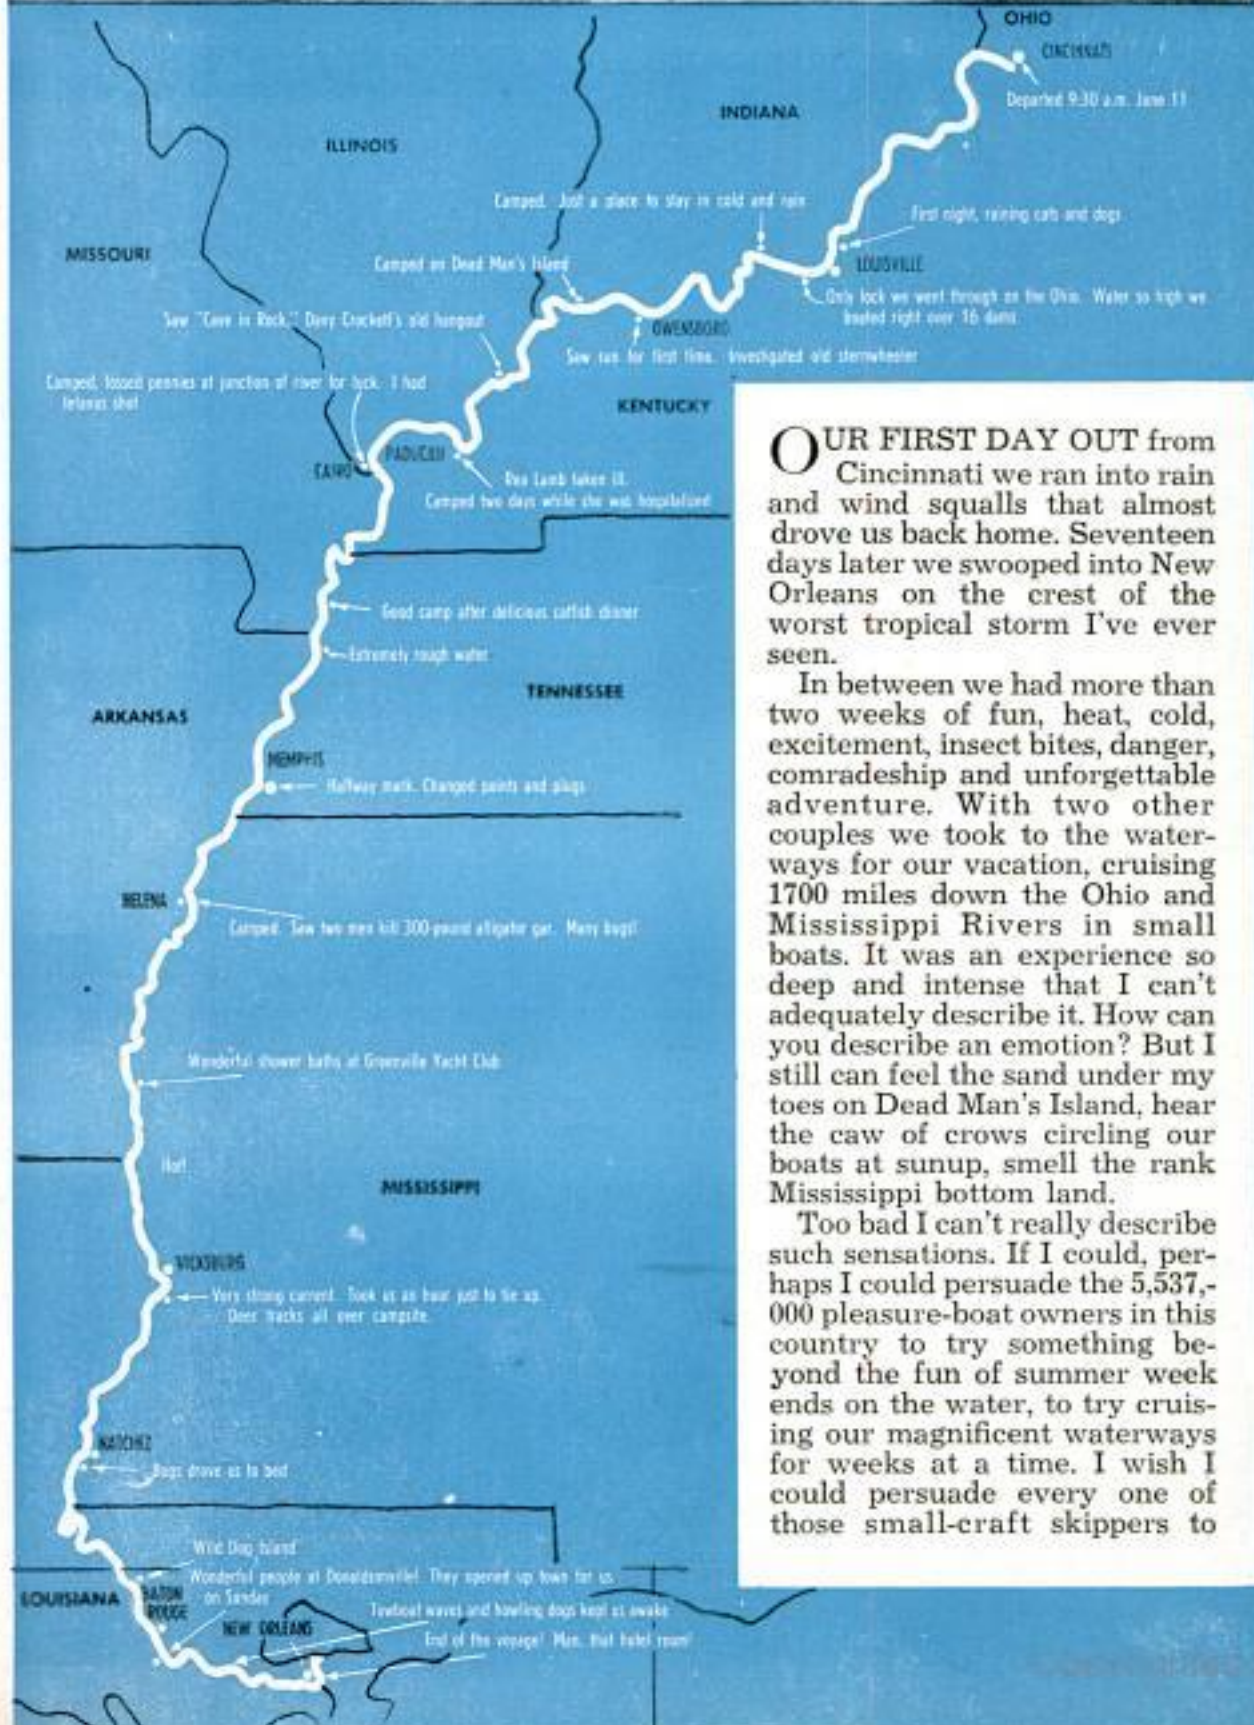 OHIO
CINCINNATI
Departed 9:30 a.m. June 11
INDIANA
ILLINOIS
Camped. Just a place to stay in cold and rain
First night, raining cats and dogs
MISSOURI
Camped on Dead Man's Island
LOUISVILLE
Only lock we went through on the Ohio. Water so high we
boated right over 16 dams
Saw "Cave in Rock," Davy Crockett's old hangout
OWENSBORO
Saw sun for first time. Investigated old sternwheeler
Camped, tossed pennies at junction of river for luck. I had
tetanus shot
KENTUCKY
CAIRO
PADUCAH
Rea Lamb taken ill.
Camped two days while she was hospitalized
Good camp after delicious catfish dinner
Extremely rough water
TENNESSEE
ARKANSAS
MEMPHIS
Halfway mark. Changed points and plugs
HELENA
Camped. Saw two men kill 300-pound alligator gar. Many bugs!
Wonderful shower baths at Greenville Yacht Club
Hot!
MISSISSIPPI
VICKSBURG
Very strong current. Took us an hour just to tie up.
Deer tracks all over campsite.
NATCHEZ
Bugs drove us to bed
Wild Dog Island
Wonderful people at Donaldsonville! They opened up town for us
on Sunday
LOUISIANA
BATON
ROUGE
NEW ORLEANS
Towboat waves and howling dogs kept us awake
End of the voyage! Man, that hotel room!
OUR FIRST DAY OUT from
Cincinnati we ran into rain
and wind squalls that almost
drove us back home. Seventeen
days later we swooped into New
Orleans on the crest of the
worst tropical storm I've ever
seen.
In between we had more than
two weeks of fun, heat, cold,
excitement, insect bites, danger,
comradeship and unforgettable
adventure. With two other
couples we took to the water-
ways for our vacation, cruising
1700 miles down the Ohio and
Mississippi Rivers in small
boats. It was an experience so
deep and intense that I can't
adequately describe it. How can
you describe an emotion? But I
still can feel the sand under my
toes on Dead Man's Island, hear
the caw of crows circling our
boats at sunup, smell the rank
Mississippi bottom land.
Too bad I can't really describe
such sensations. If I could, per-
haps I could persuade the 5,537,-
000 pleasure-boat owners in this
country to try something be-
yond the fun of summer week
ends on the water, to try cruis-
ing our magnificent waterways
for weeks at a time. I wish I
could persuade every one of
those small-craft skippers to